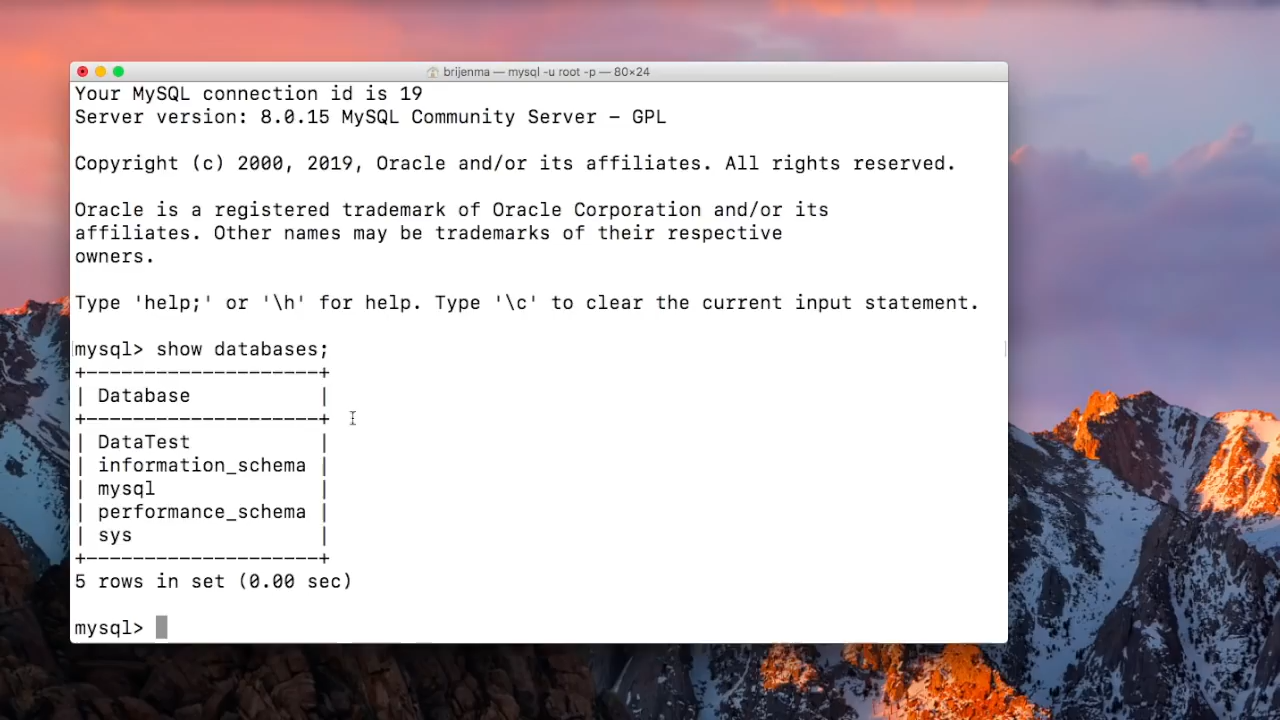 brijenma — mysql -u root -p — 80×24
Your MySQL connection id is 19
Server version: 8.0.15 MySQL Community Server - GPL
Copyright (c) 2000, 2019, Oracle and/or its affiliates. All rights reserved.
Oracle is a registered trademark of Oracle Corporation and/or its
affiliates. Other names may be trademarks of their respective
owners.
Type 'help;' or '\h' for help. Type '\c' to clear the current input statement.
mysql> show databases;
+--------------------+
| Database           |
+--------------------+
| DataTest           |
| information_schema |
| mysql              |
| performance_schema |
| sys                |
+--------------------+
5 rows in set (0.00 sec)
mysql>